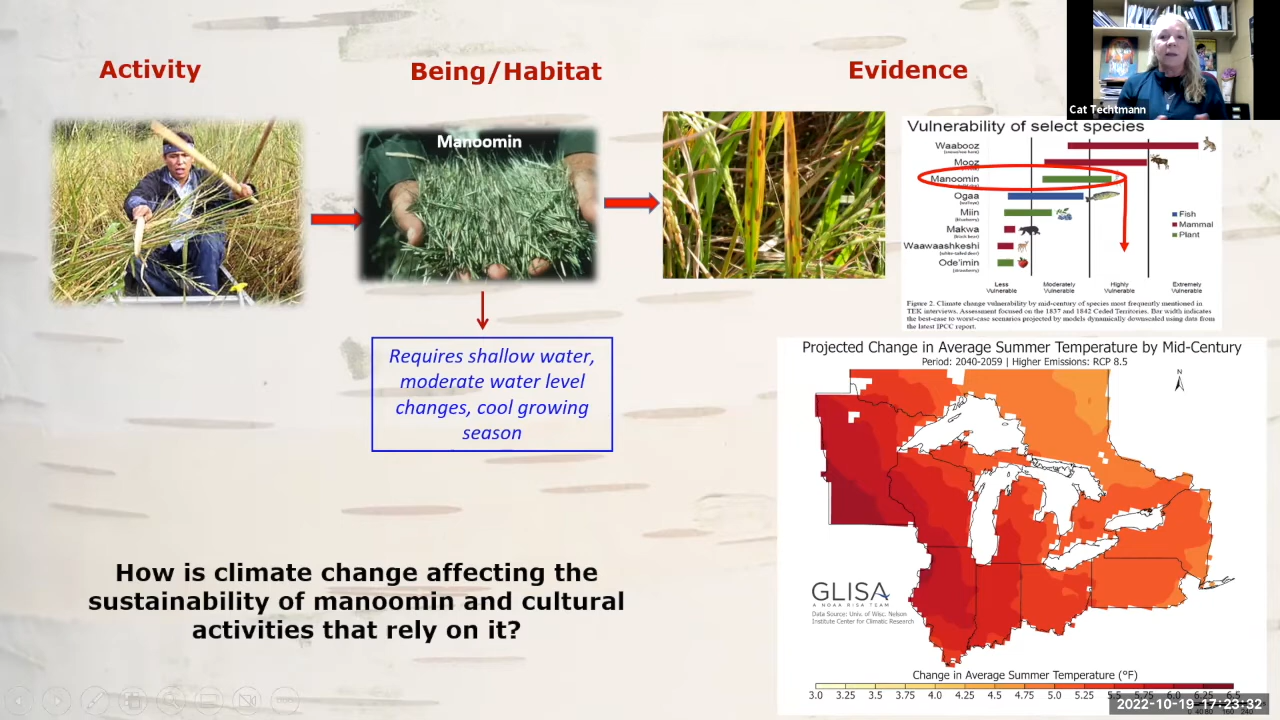 Activity
Being/Habitat
Evidence
Cat Techtmann
Manoomin
Vulnerability of select species
Waabooz
Mooz
Manoomin
Ogaa
Miin
(blueberry)
Makwa
(black bear)
Waawaashkeshi
(white-tailed deer)
Ode'imin
(strawberry)
Fish
Mammal
Plant
Less
Vulnerable
Moderately
Vulnerable
Highly
Vulnerable
Extremely
Vulnerable
Figure 2. Climate change vulnerability by mid-century of species most frequently mentioned in
TEK interviews. Assessment focused on the 1837 and 1842 Ceded Territories. Bar width indicates
the best-case to worst-case scenarios projected by models dynamically downscaled using data from
the latest IPCC report.
Requires shallow water,
moderate water level
changes, cool growing
season
Projected Change in Average Summer Temperature by Mid-Century
Period: 2040-2059 | Higher Emissions: RCP 8.5
N
GLISA
A NOAA RISA TEAM
Data Source: Univ. of Wisc. Nelson
Institute Center for Climatic Research
How is climate change affecting the
sustainability of manoomin and cultural
activities that rely on it?
Change in Average Summer Temperature (°F)
3.0 3.25 3.5 3.75 4.0 4.25 4.5 4.75 5.0 5.25 5.5 5.75 6.0 6.25 6.5
2022-10-19 17:23:32